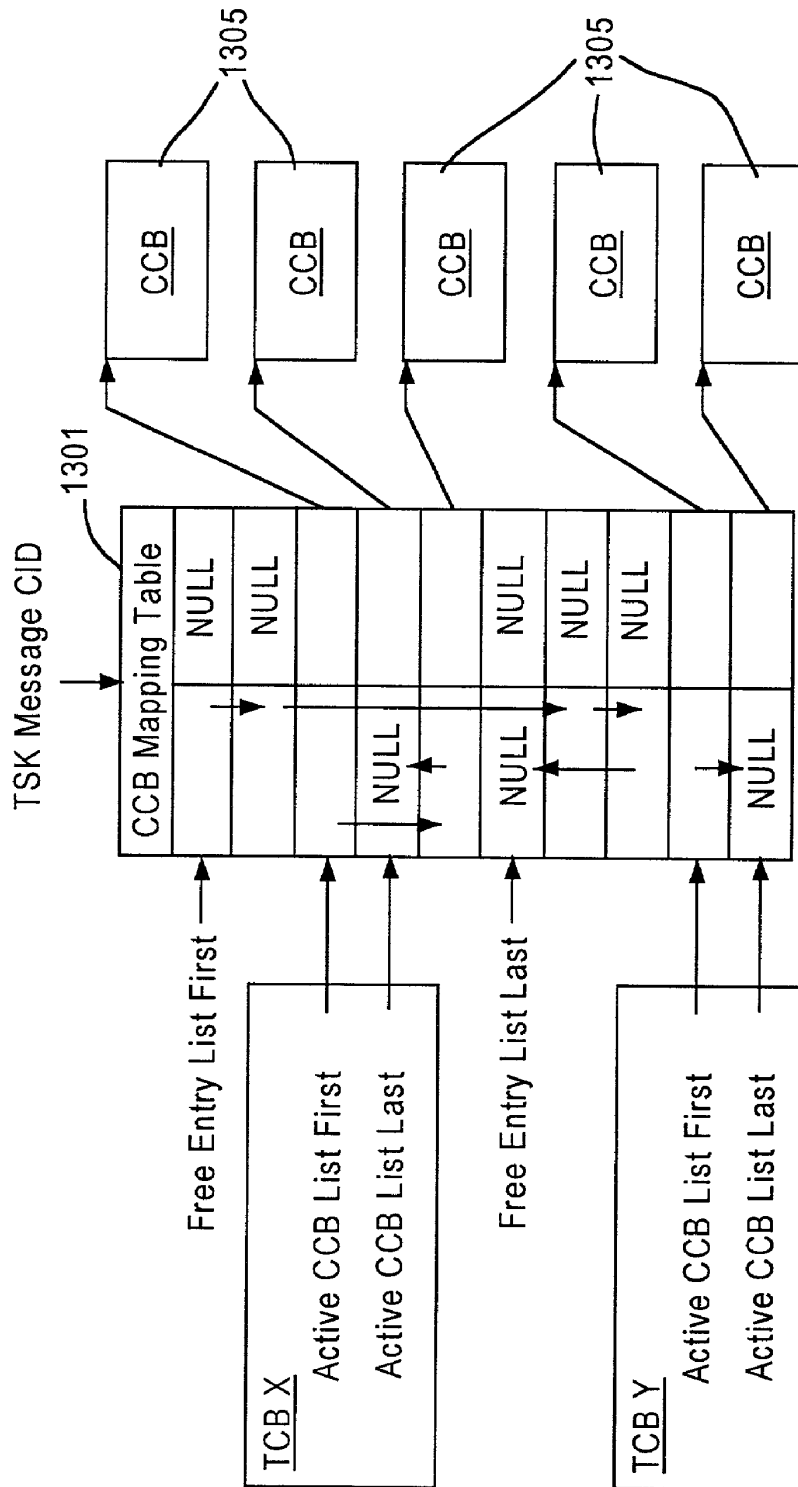 TSK Message CID
1301
CCB Mapping Table
NULL
NULL
NULL
NULL
NULL
NULL
NULL
NULL
Free Entry List First
TCB X
Active CCB List First
Active CCB List Last
Free Entry List Last
TCB Y
Active CCB List First
Active CCB List Last
CCB
CCB
1305
CCB
CCB
CCB
1305